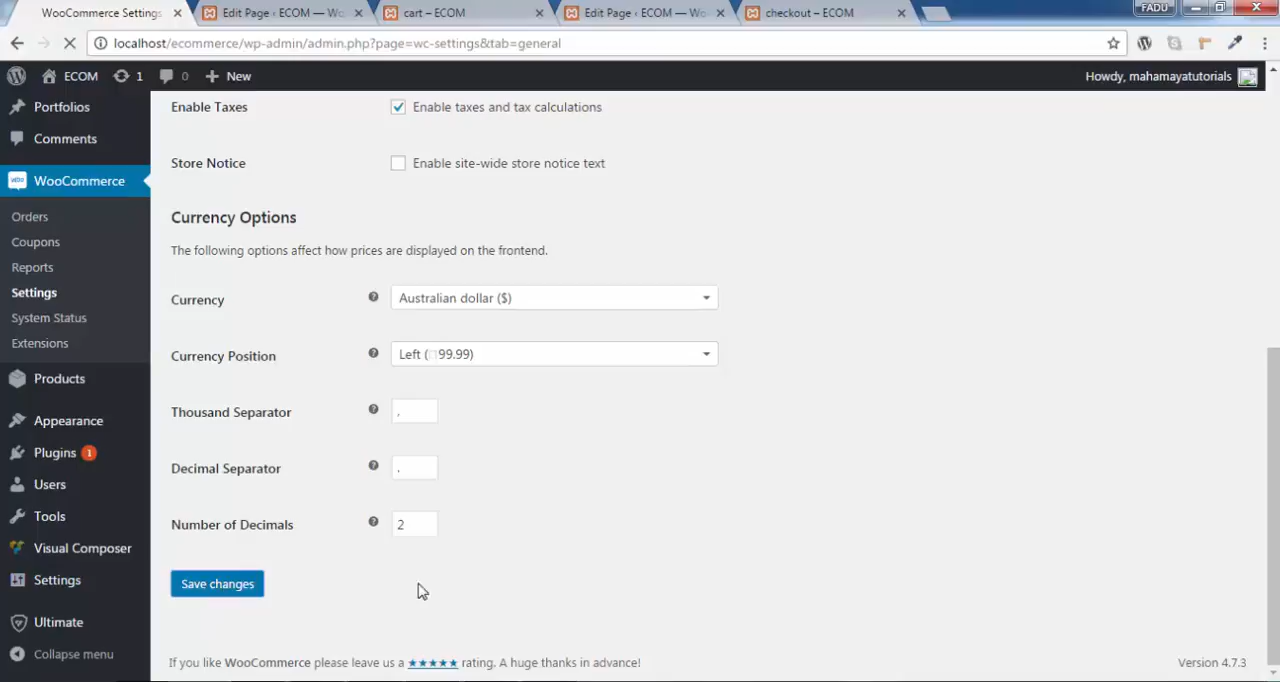 WooCommerce Settings
Edit Page ‹ ECOM — Wo
cart – ECOM
Edit Page ‹ ECOM — Wo
checkout – ECOM
FADU
localhost/ecommerce/wp-admin/admin.php?page=wc-settings&tab=general
ECOM
1
0
New
Howdy, mahamayatutorials
Portfolios
Comments
WooCommerce
Orders
Coupons
Reports
Settings
System Status
Extensions
Products
Appearance
Plugins 1
Users
Tools
Visual Composer
Settings
Ultimate
Collapse menu
Enable Taxes
Enable taxes and tax calculations
Store Notice
Enable site-wide store notice text
Currency Options
The following options affect how prices are displayed on the frontend.
Currency
Australian dollar ($)
Currency Position
Left (□99.99)
Thousand Separator
,
Decimal Separator
.
Number of Decimals
2
Save changes
If you like WooCommerce please leave us a ★★★★★ rating. A huge thanks in advance!
Version 4.7.3